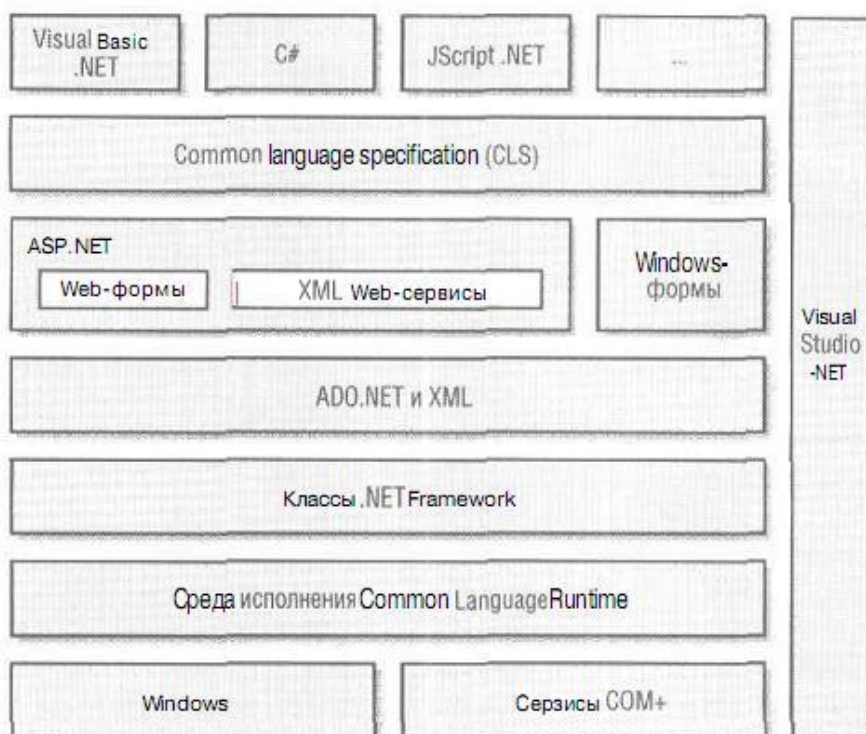 Visual Basic
.NET
C#
JScript .NET
...
Common language specification (CLS)
ASP.NET
Web-формы
XML Web-сервисы
Windows-
формы
Visual
Studio
-NET
ADO.NET и XML
Классы .NET Framework
Среда исполнения Common Language Runtime
Windows
Серзисы COM+